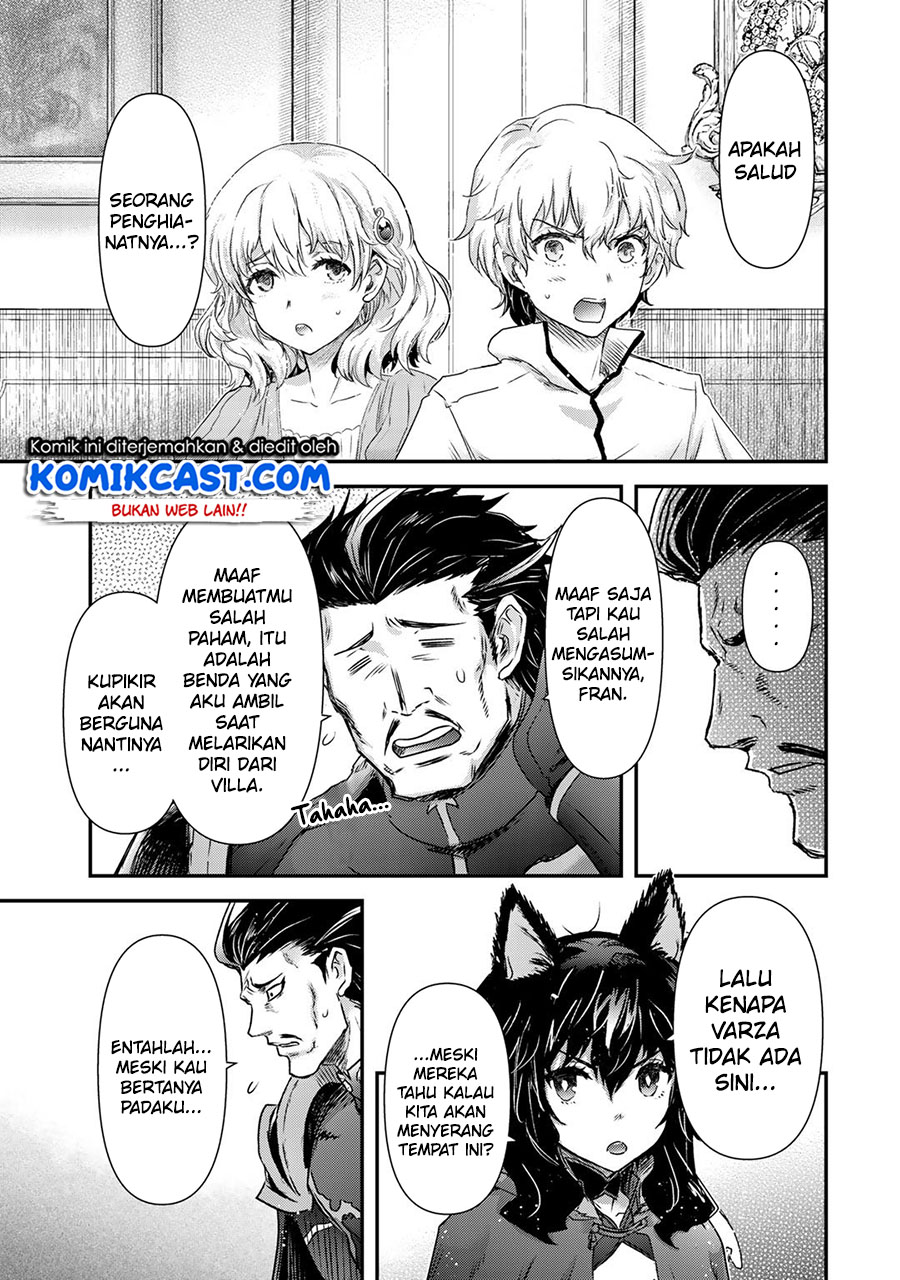 APAKAH
SALUD
SEORANG
PENGHIA-
NATNYA...?
Komik ini diterjemahkan & diedit oleh
KOMIKCAST.COM
BUKAN WEB LAIN!!
......
MAAF SAJA
TAPI KAU
SALAH
MENGASUM-
SIKANNYA,
FRAN.
MAAF
MEMBUATMU
SALAH
PAHAM, ITU
ADALAH
BENDA YANG
AKU AMBIL
SAAT
MELARIKAN
DIRI DARI
VILLA.
Tahaha...
KUPIKIR
AKAN
BERGUNA
NANTINYA
...
LALU
KENAPA
VARZA
TIDAK ADA
SINI...
...MESKI
MEREKA
TAHU KALAU
KITA AKAN
MENYERANG
TEMPAT INI?
ENTAHLAH...
MESKI KAU
BERTANYA
PADAKU...